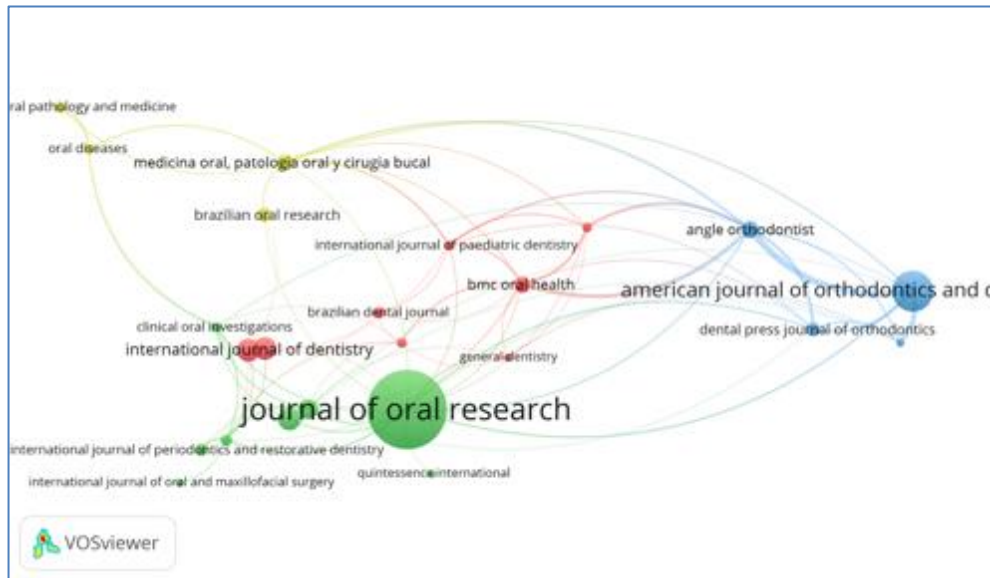 ral pathology and medicine
oral diseases
medicina oral, patologia oral y cirugia bucal
brazilian oral research
angle orthodontist
international journal of paediatric dentistry
bmc oral health
american journal of orthodontics and d
brazilian dental journal
clinical oral investigations
dental press journal of orthodontics
international journal of dentistry
general dentistry
journal of oral research
international journal of periodontics and restorative dentistry
quintessence international
international journal of oral and maxillofacial surgery
VOSviewer